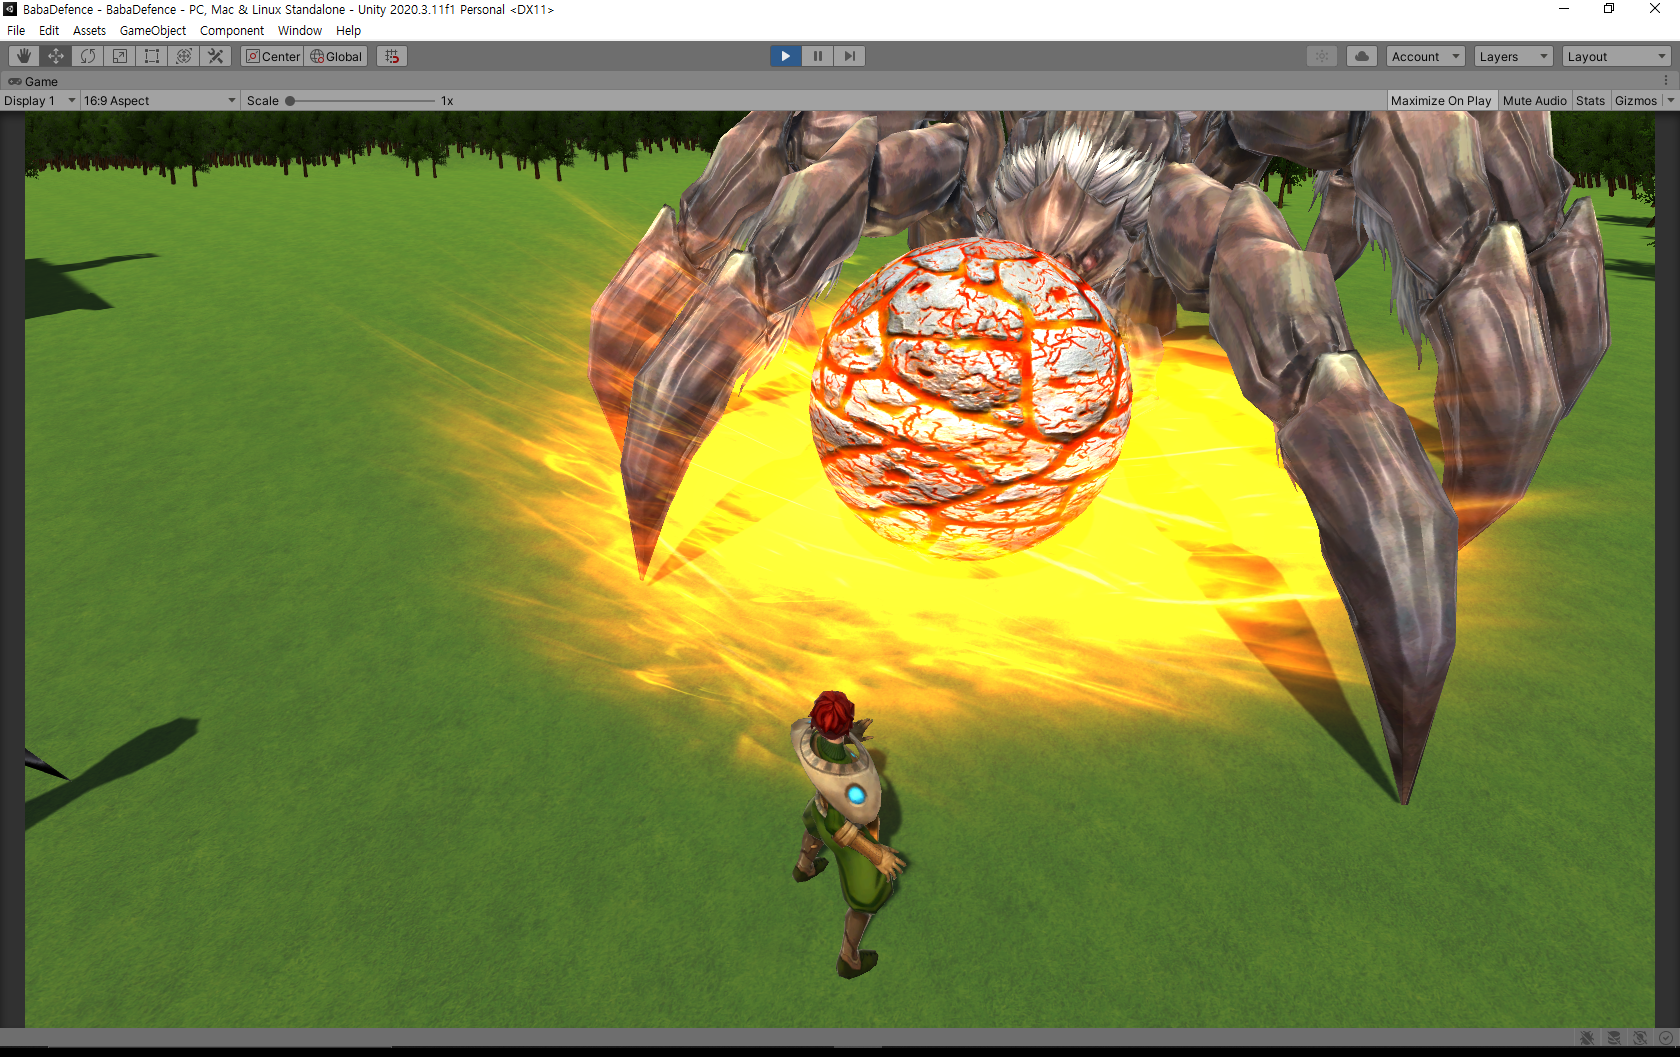 BabaDefence - BabaDefence - PC, Mac & Linux Standalone - Unity 2020.3.11f1 Personal <DX11>
File Edit Assets GameObject Component Window Help
Center Global Account Layers Layout
Game
Display 1 16:9 Aspect Scale 1x Maximize On Play Mute Audio Stats Gizmos